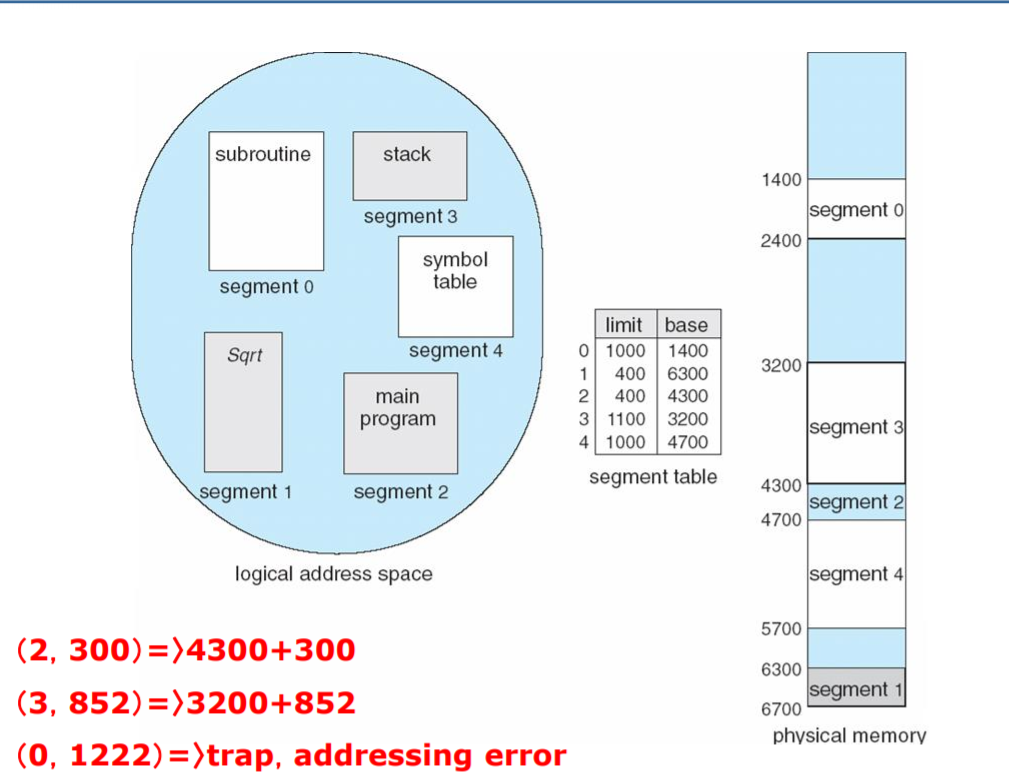 subroutine
segment 0
stack
segment 3
symbol
table
segment 4
Sqrt
segment 1
main
program
segment 2
logical address space
limit base
0 1000 1400
1 400 6300
2 400 4300
3 1100 3200
4 1000 4700
segment table
1400
segment 0
2400
3200
segment 3
4300
segment 2
4700
segment 4
5700
6300
segment 1
6700
physical memory
(2, 300)=〉4300+300
(3, 852)=〉3200+852
(0, 1222)=〉trap, addressing error